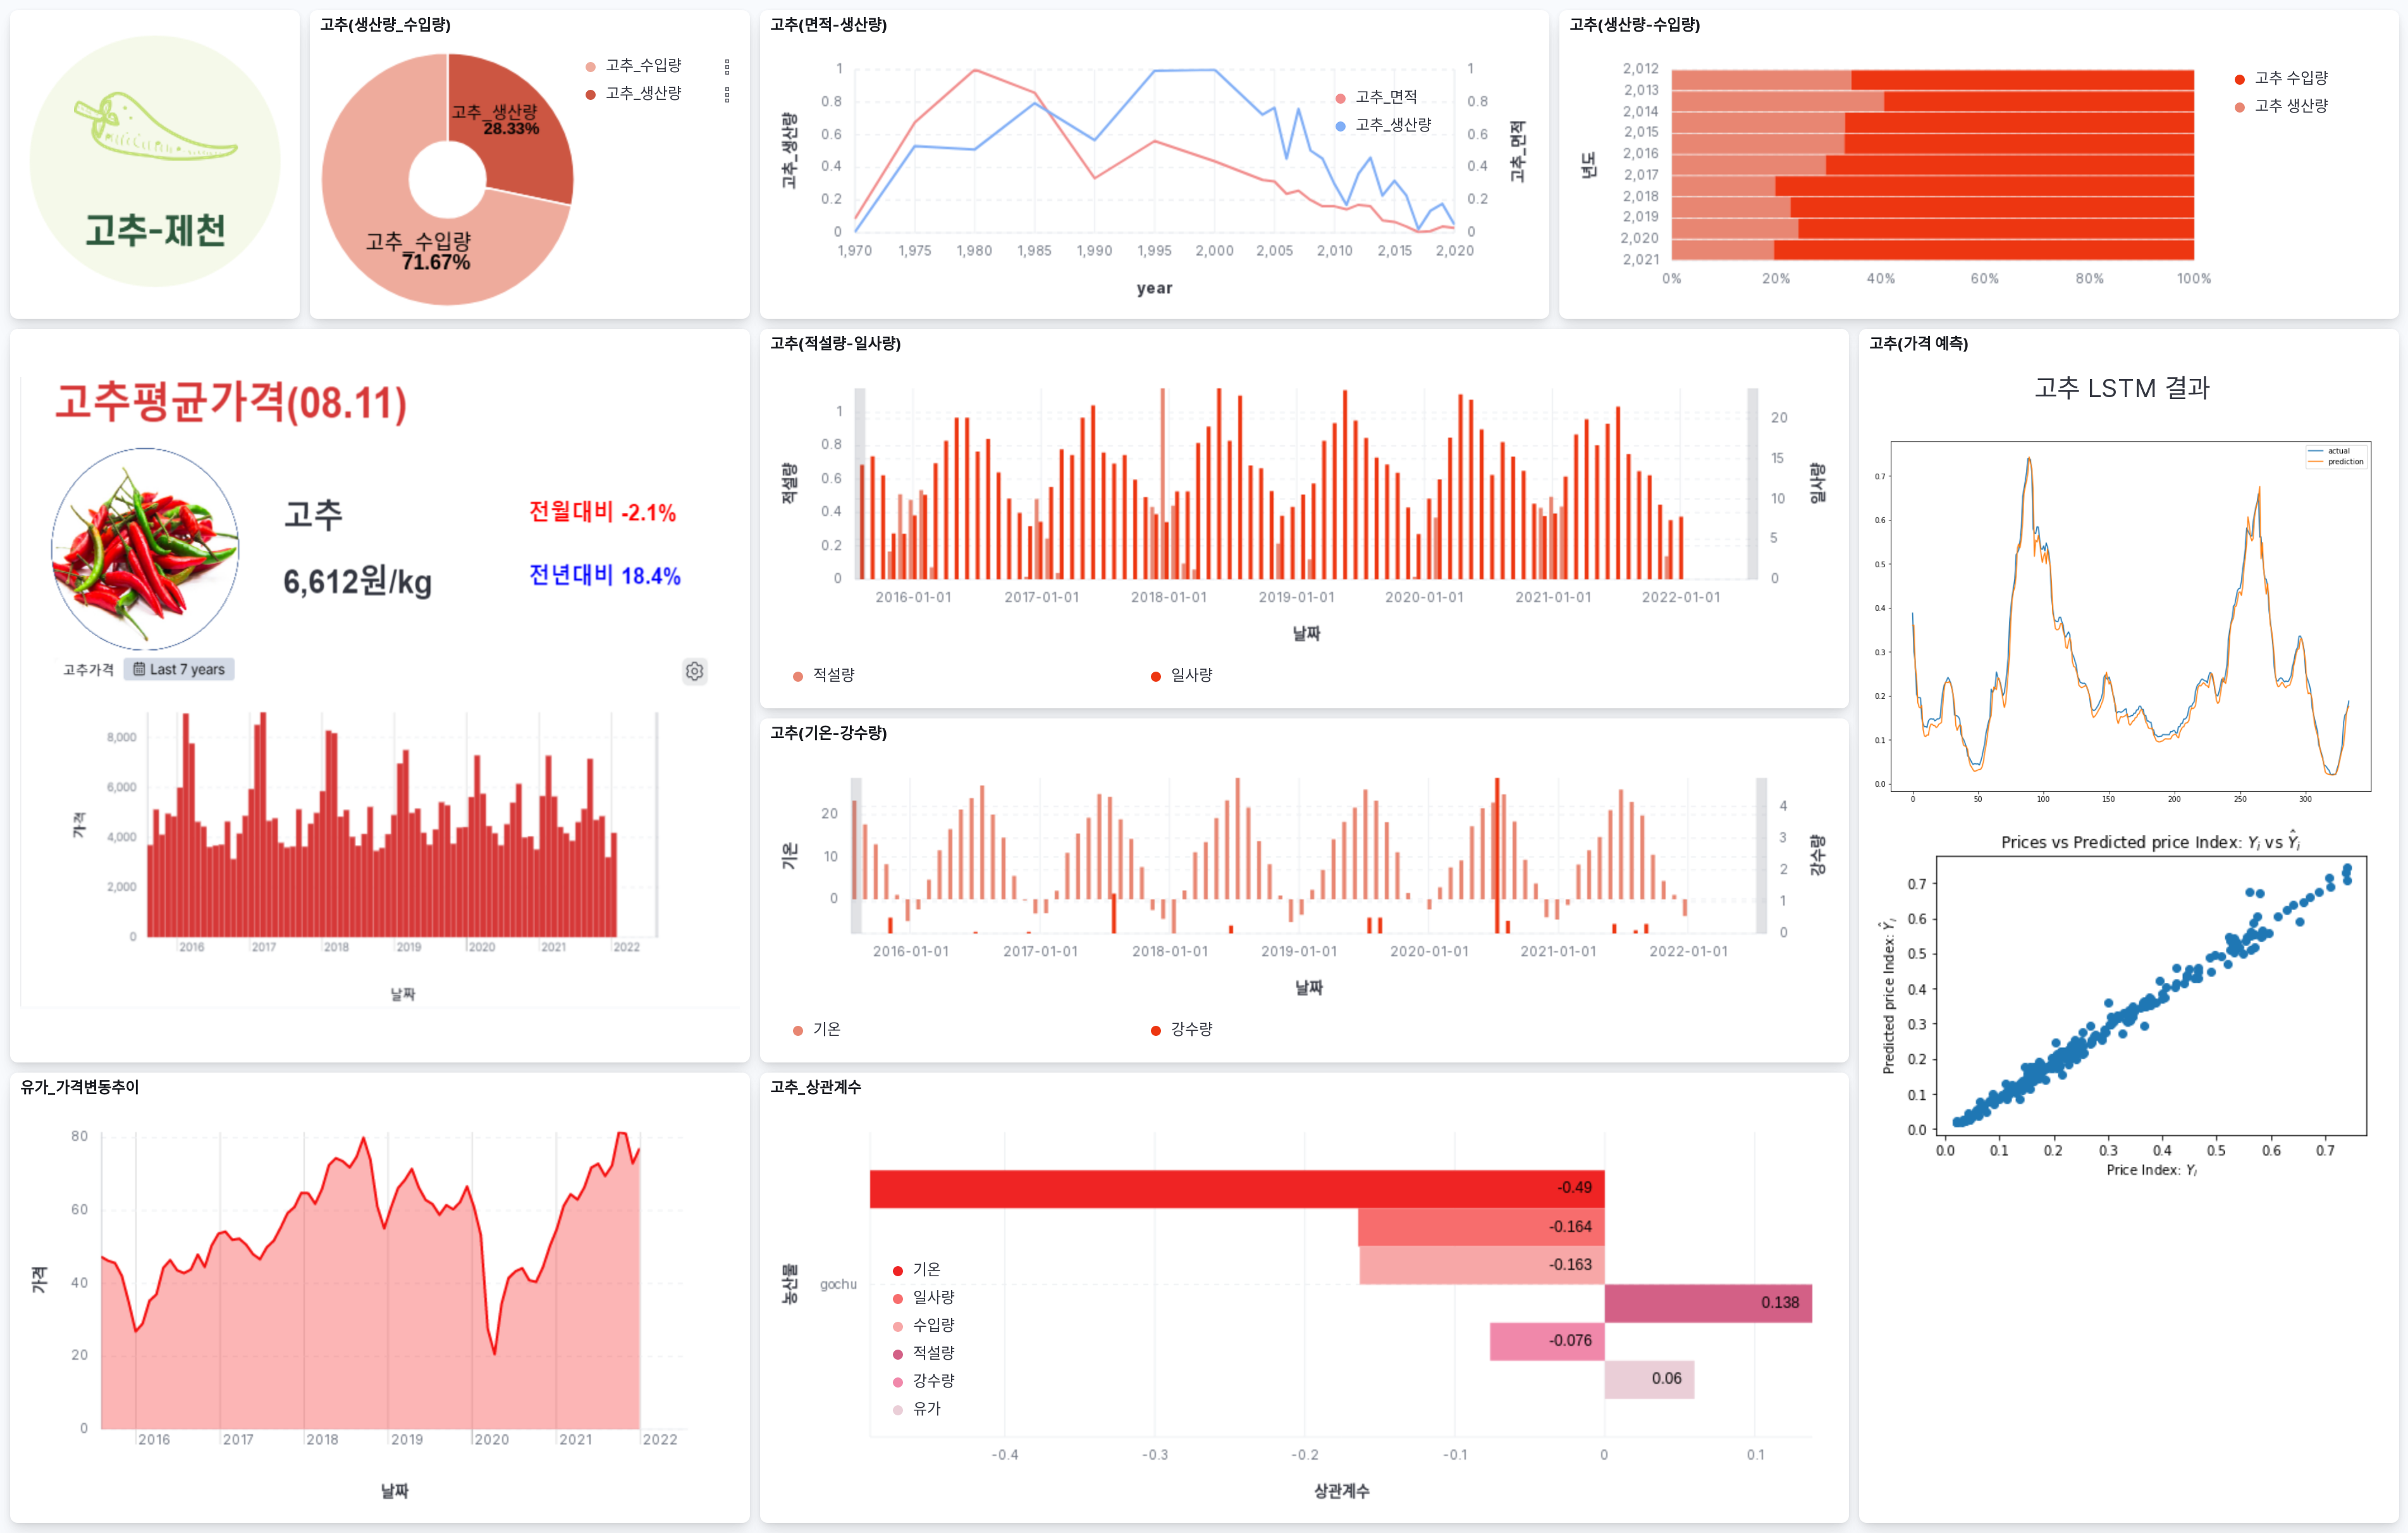 고추-제천
고추(생산량_수입량)
고추_수입량
고추_생산량
고추_생산량
28.33%
고추_수입량
71.67%
고추(면적-생산량)
고추_생산량
1
0.8
0.6
0.4
0.2
0
고추_면적
고추_생산량
1
0.8
0.6
0.4
0.2
0
고추_면적
1,970 1,975 1,980 1,985 1,990 1,995 2,000 2,005 2,010 2,015 2,020
year
고추(생산량-수입량)
년도
2,012
2,013
2,014
2,015
2,016
2,017
2,018
2,019
2,020
2,021
0% 20% 40% 60% 80% 100%
고추 수입량
고추 생산량
고추평균가격(08.11)
고추
6,612원/kg
전월대비 -2.1%
전년대비 18.4%
고추가격 Last 7 years
가격
8,000
6,000
4,000
2,000
0
2016 2017 2018 2019 2020 2021 2022
날짜
고추(적설량-일사량)
적설량
1
0.8
0.6
0.4
0.2
0
20
15
10
5
0
일사량
2016-01-01 2017-01-01 2018-01-01 2019-01-01 2020-01-01 2021-01-01 2022-01-01
날짜
적설량 일사량
고추(기온-강수량)
기온
20
10
0
4
3
2
1
0
강수량
2016-01-01 2017-01-01 2018-01-01 2019-01-01 2020-01-01 2021-01-01 2022-01-01
날짜
기온 강수량
고추(가격 예측)
고추 LSTM 결과
actual
prediction
0.7
0.6
0.5
0.4
0.3
0.2
0.1
0.0
0 50 100 150 200 250 300
Prices vs Predicted price Index: Yᵢ vs Ŷᵢ
Predicted price Index: Ŷᵢ
0.7
0.6
0.5
0.4
0.3
0.2
0.1
0.0
0.0 0.1 0.2 0.3 0.4 0.5 0.6 0.7
Price Index: Yᵢ
유가_가격변동추이
가격
80
60
40
20
0
2016 2017 2018 2019 2020 2021 2022
날짜
고추_상관계수
농산물
gochu
-0.49
-0.164
-0.163
0.138
-0.076
0.06
기온
일사량
수입량
적설량
강수량
유가
-0.4 -0.3 -0.2 -0.1 0 0.1
상관계수